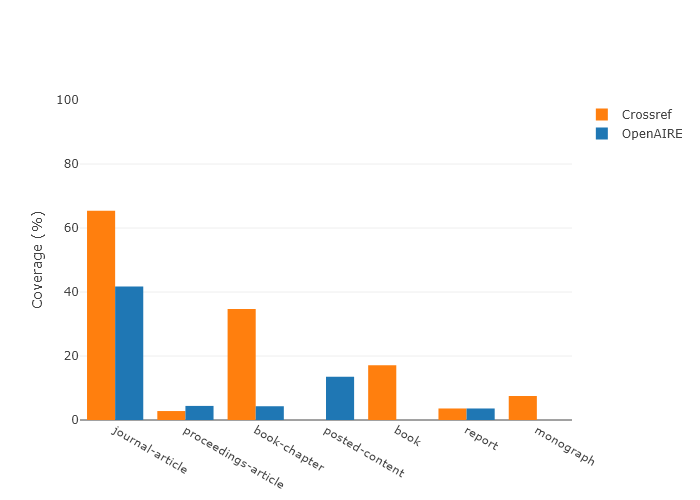 100
80
60
40
20
0
Coverage (%)
Crossref
OpenAIRE
journal-article
proceedings-article
book-chapter
posted-content
book
report
monograph